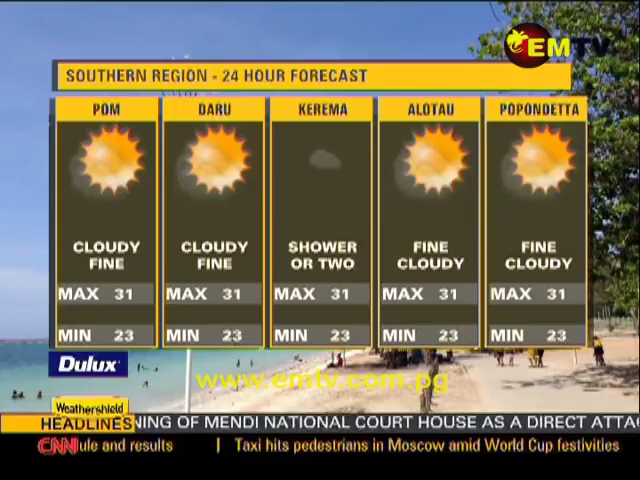 EMTV
SOUTHERN REGION - 24 HOUR FORECAST
POM
CLOUDY
FINE
MAX 31
MIN 23
DARU
CLOUDY
FINE
MAX 31
MIN 23
KEREMA
SHOWER
OR TWO
MAX 31
MIN 23
ALOTAU
FINE
CLOUDY
MAX 31
MIN 23
POPONDETTA
FINE
CLOUDY
MAX 31
MIN 23
Dulux
www.emtv.com.pg
Weathershield
HEADLINES NING OF MENDI NATIONAL COURT HOUSE AS A DIRECT ATTA
CNN ule and results | Taxi hits pedestrians in Moscow amid World Cup festivities